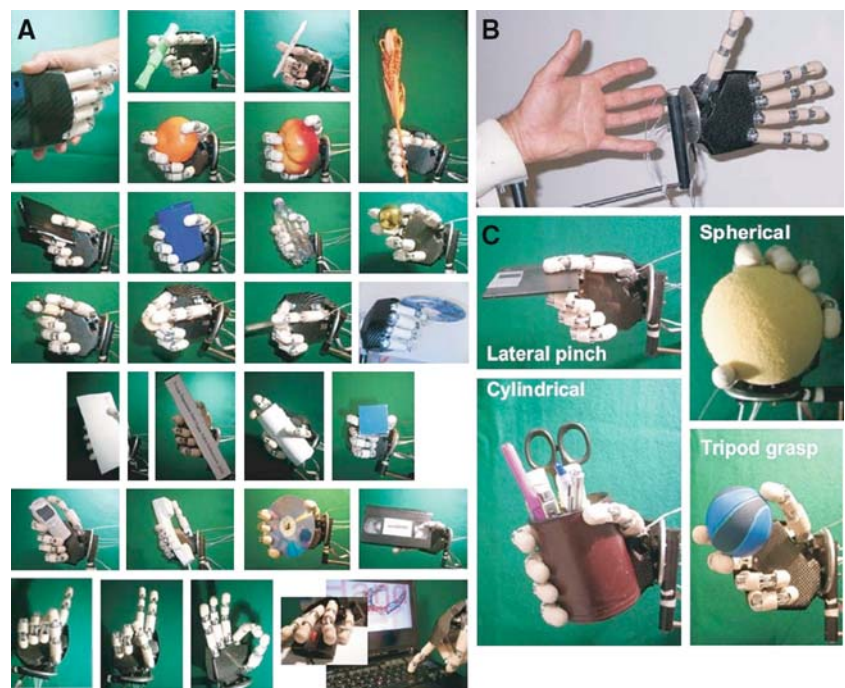 A
B
C
Spherical
Lateral pinch
Cylindrical
Tripod grasp